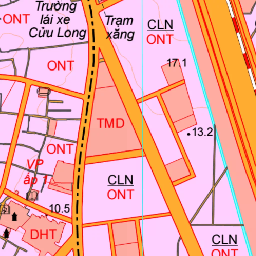 Trường
lái xe
Cửu Long
Trạm
xăng
CLN
ONT
ONT
ONT
17.1
TMD
13.2
ONT
VP
ấp 1
CLN
ONT
10.5
ĐHT
CLN
ONT